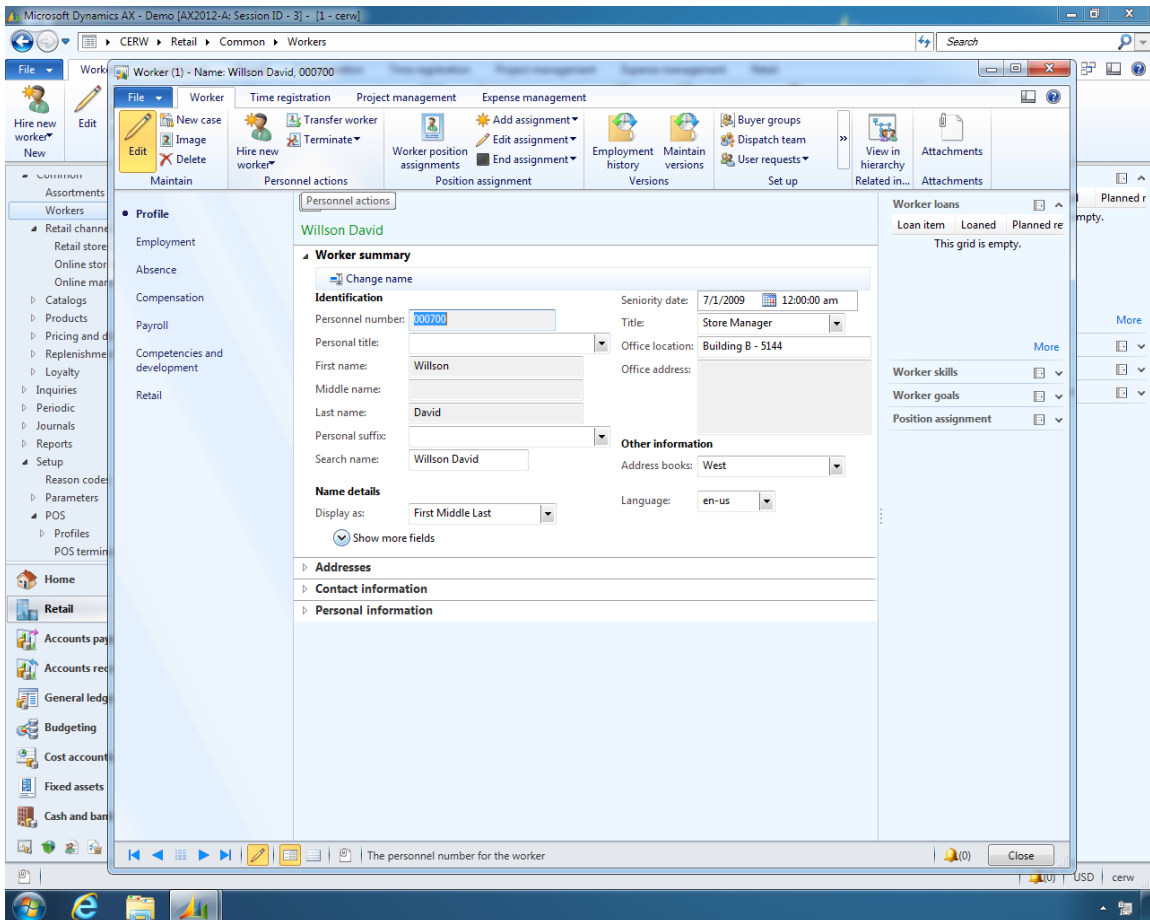 Microsoft Dynamics AX - Demo [AX2012-A: Session ID - 3] - [1 - cerw]
CERW Retail Common Workers
Search
File
Hire new worker
Edit
New
Common
Assortments
Workers
Retail channe
Retail store
Online stor
Online mar
Catalogs
Products
Pricing and d
Replenishme
Loyalty
Inquiries
Periodic
Journals
Reports
Setup
Reason codes
Parameters
POS
Profiles
POS termin
Home
Retail
Accounts pay
Accounts rec
General ledg
Budgeting
Cost account
Fixed assets
Cash and ban
Worker (1) - Name: Willson David, 000700
File Worker Time registration Project management Expense management
Edit
New case
Image
Delete
Maintain
Hire new worker
Transfer worker
Terminate
Personnel actions
Worker position assignments
Add assignment
Edit assignment
End assignment
Position assignment
Employment history
Maintain versions
Versions
Buyer groups
Dispatch team
User requests
»
Set up
View in hierarchy
Related in...
Attachments
Attachments
Profile
Employment
Absence
Compensation
Payroll
Competencies and development
Retail
Personnel actions
Willson David
Worker summary
Change name
Identification
Personnel number: 000700
Personal title:
First name: Willson
Middle name:
Last name: David
Personal suffix:
Search name: Willson David
Name details
Display as: First Middle Last
Show more fields
Seniority date: 7/1/2009 12:00:00 am
Title: Store Manager
Office location: Building B - 5144
Office address:
Other information
Address books: West
Language: en-us
Addresses
Contact information
Personal information
Worker loans
Loan item Loaned Planned re
This grid is empty.
More
Worker skills
Worker goals
Position assignment
Planned r
mpty.
More
The personnel number for the worker
(0)
Close
(0) USD cerw